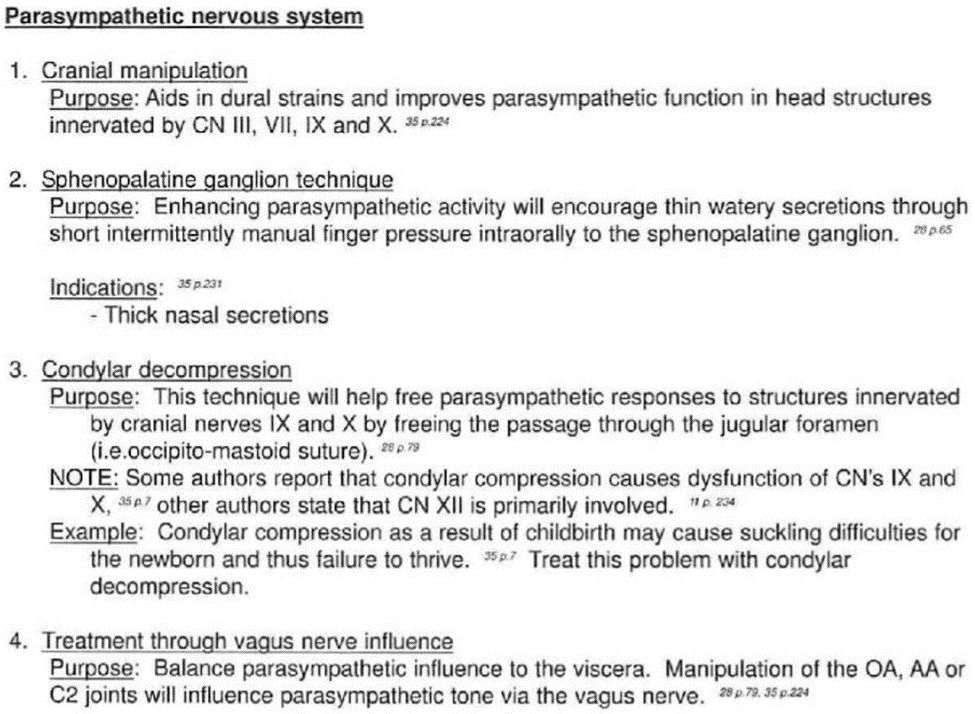 Parasympathetic nervous system
1. Cranial manipulation
Purpose: Aids in dural strains and improves parasympathetic function in head structures
innervated by CN III, VII, IX and X. 35 p.224
2. Sphenopalatine ganglion technique
Purpose: Enhancing parasympathetic activity will encourage thin watery secretions through
short intermittently manual finger pressure intraorally to the sphenopalatine ganglion. 28 p.65
Indications: 35 p.231
- Thick nasal secretions
3. Condylar decompression
Purpose: This technique will help free parasympathetic responses to structures innervated
by cranial nerves IX and X by freeing the passage through the jugular foramen
(i.e.occipito-mastoid suture). 28 p.79
NOTE: Some authors report that condylar compression causes dysfunction of CN's IX and
X, 35 p.7 other authors state that CN XII is primarily involved. 11 p. 234
Example: Condylar compression as a result of childbirth may cause suckling difficulties for
the newborn and thus failure to thrive. 35 p.7 Treat this problem with condylar
decompression.
4. Treatment through vagus nerve influence
Purpose: Balance parasympathetic influence to the viscera. Manipulation of the OA, AA or
C2 joints will influence parasympathetic tone via the vagus nerve. 28 p.79, 35 p.224